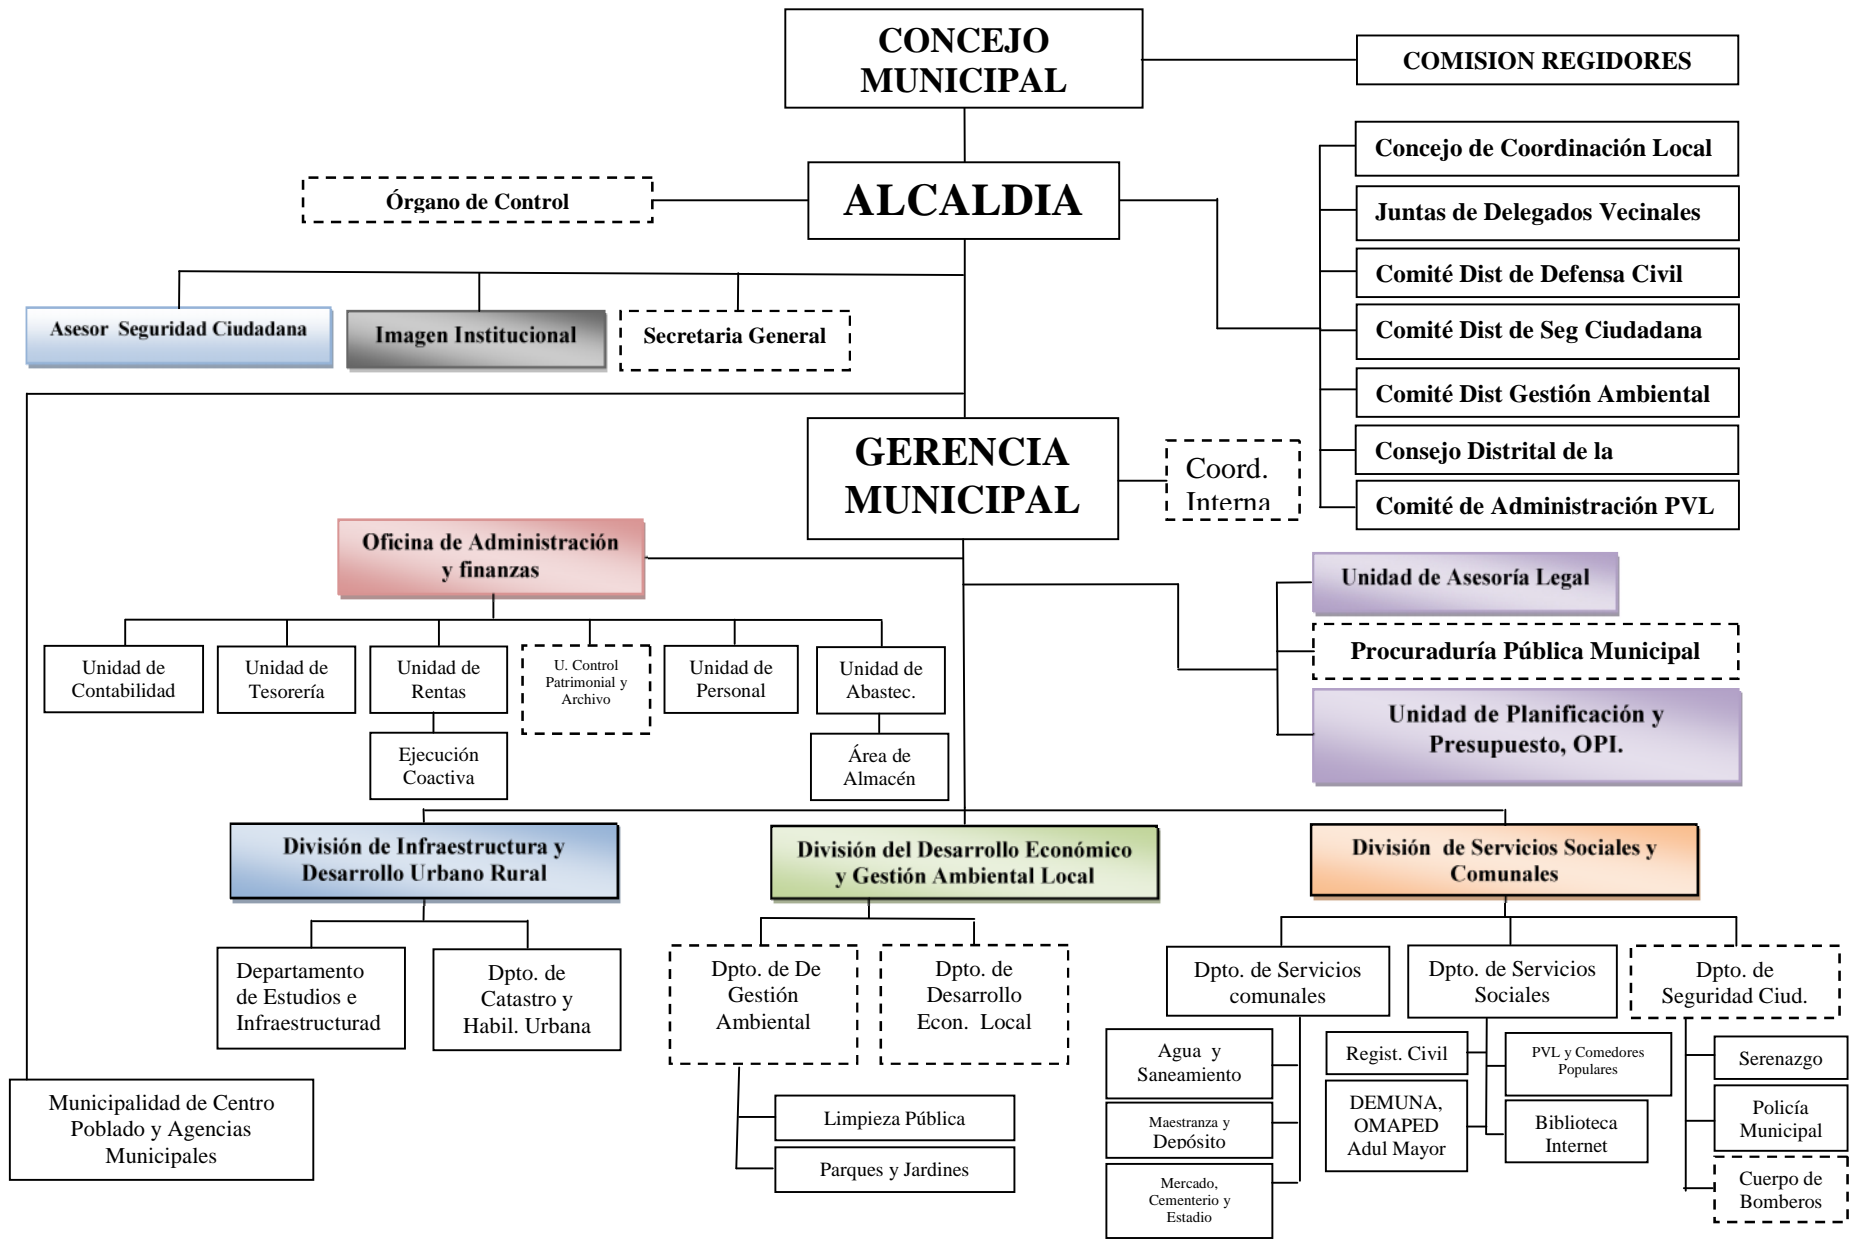 CONCEJO
MUNICIPAL
COMISION REGIDORES
Concejo de Coordinación Local
ALCALDIA
Órgano de Control
Juntas de Delegados Vecinales
Comité Dist de Defensa Civil
Asesor Seguridad Ciudadana
Imagen Institucional
Secretaria General
Comité Dist de Seg Ciudadana
Comité Dist Gestión Ambiental
GERENCIA
MUNICIPAL
Coord.
Interna
Consejo Distrital de la
Comité de Administración PVL
Oficina de Administración
y finanzas
Unidad de Asesoría Legal
Procuraduría Pública Municipal
Unidad de Planificación y
Presupuesto, OPI.
Unidad de
Contabilidad
Unidad de
Tesorería
Unidad de
Rentas
U. Control
Patrimonial y
Archivo
Unidad de
Personal
Unidad de
Abastec.
Ejecución
Coactiva
Área de
Almacén
División de Infraestructura y
Desarrollo Urbano Rural
División del Desarrollo Económico
y Gestión Ambiental Local
División de Servicios Sociales y
Comunales
Departamento
de Estudios e
Infraestructurad
Dpto. de
Catastro y
Habil. Urbana
Dpto. de De
Gestión
Ambiental
Dpto. de
Desarrollo
Econ. Local
Dpto. de Servicios
comunales
Dpto. de Servicios
Sociales
Dpto. de
Seguridad Ciud.
Agua y
Saneamiento
Maestranza y
Depósito
Mercado,
Cementerio y
Estadio
Regist. Civil
DEMUNA,
OMAPED
Adul Mayor
PVL y Comedores
Populares
Biblioteca
Internet
Serenazgo
Policía
Municipal
Cuerpo de
Bomberos
Limpieza Pública
Parques y Jardines
Municipalidad de Centro
Poblado y Agencias
Municipales